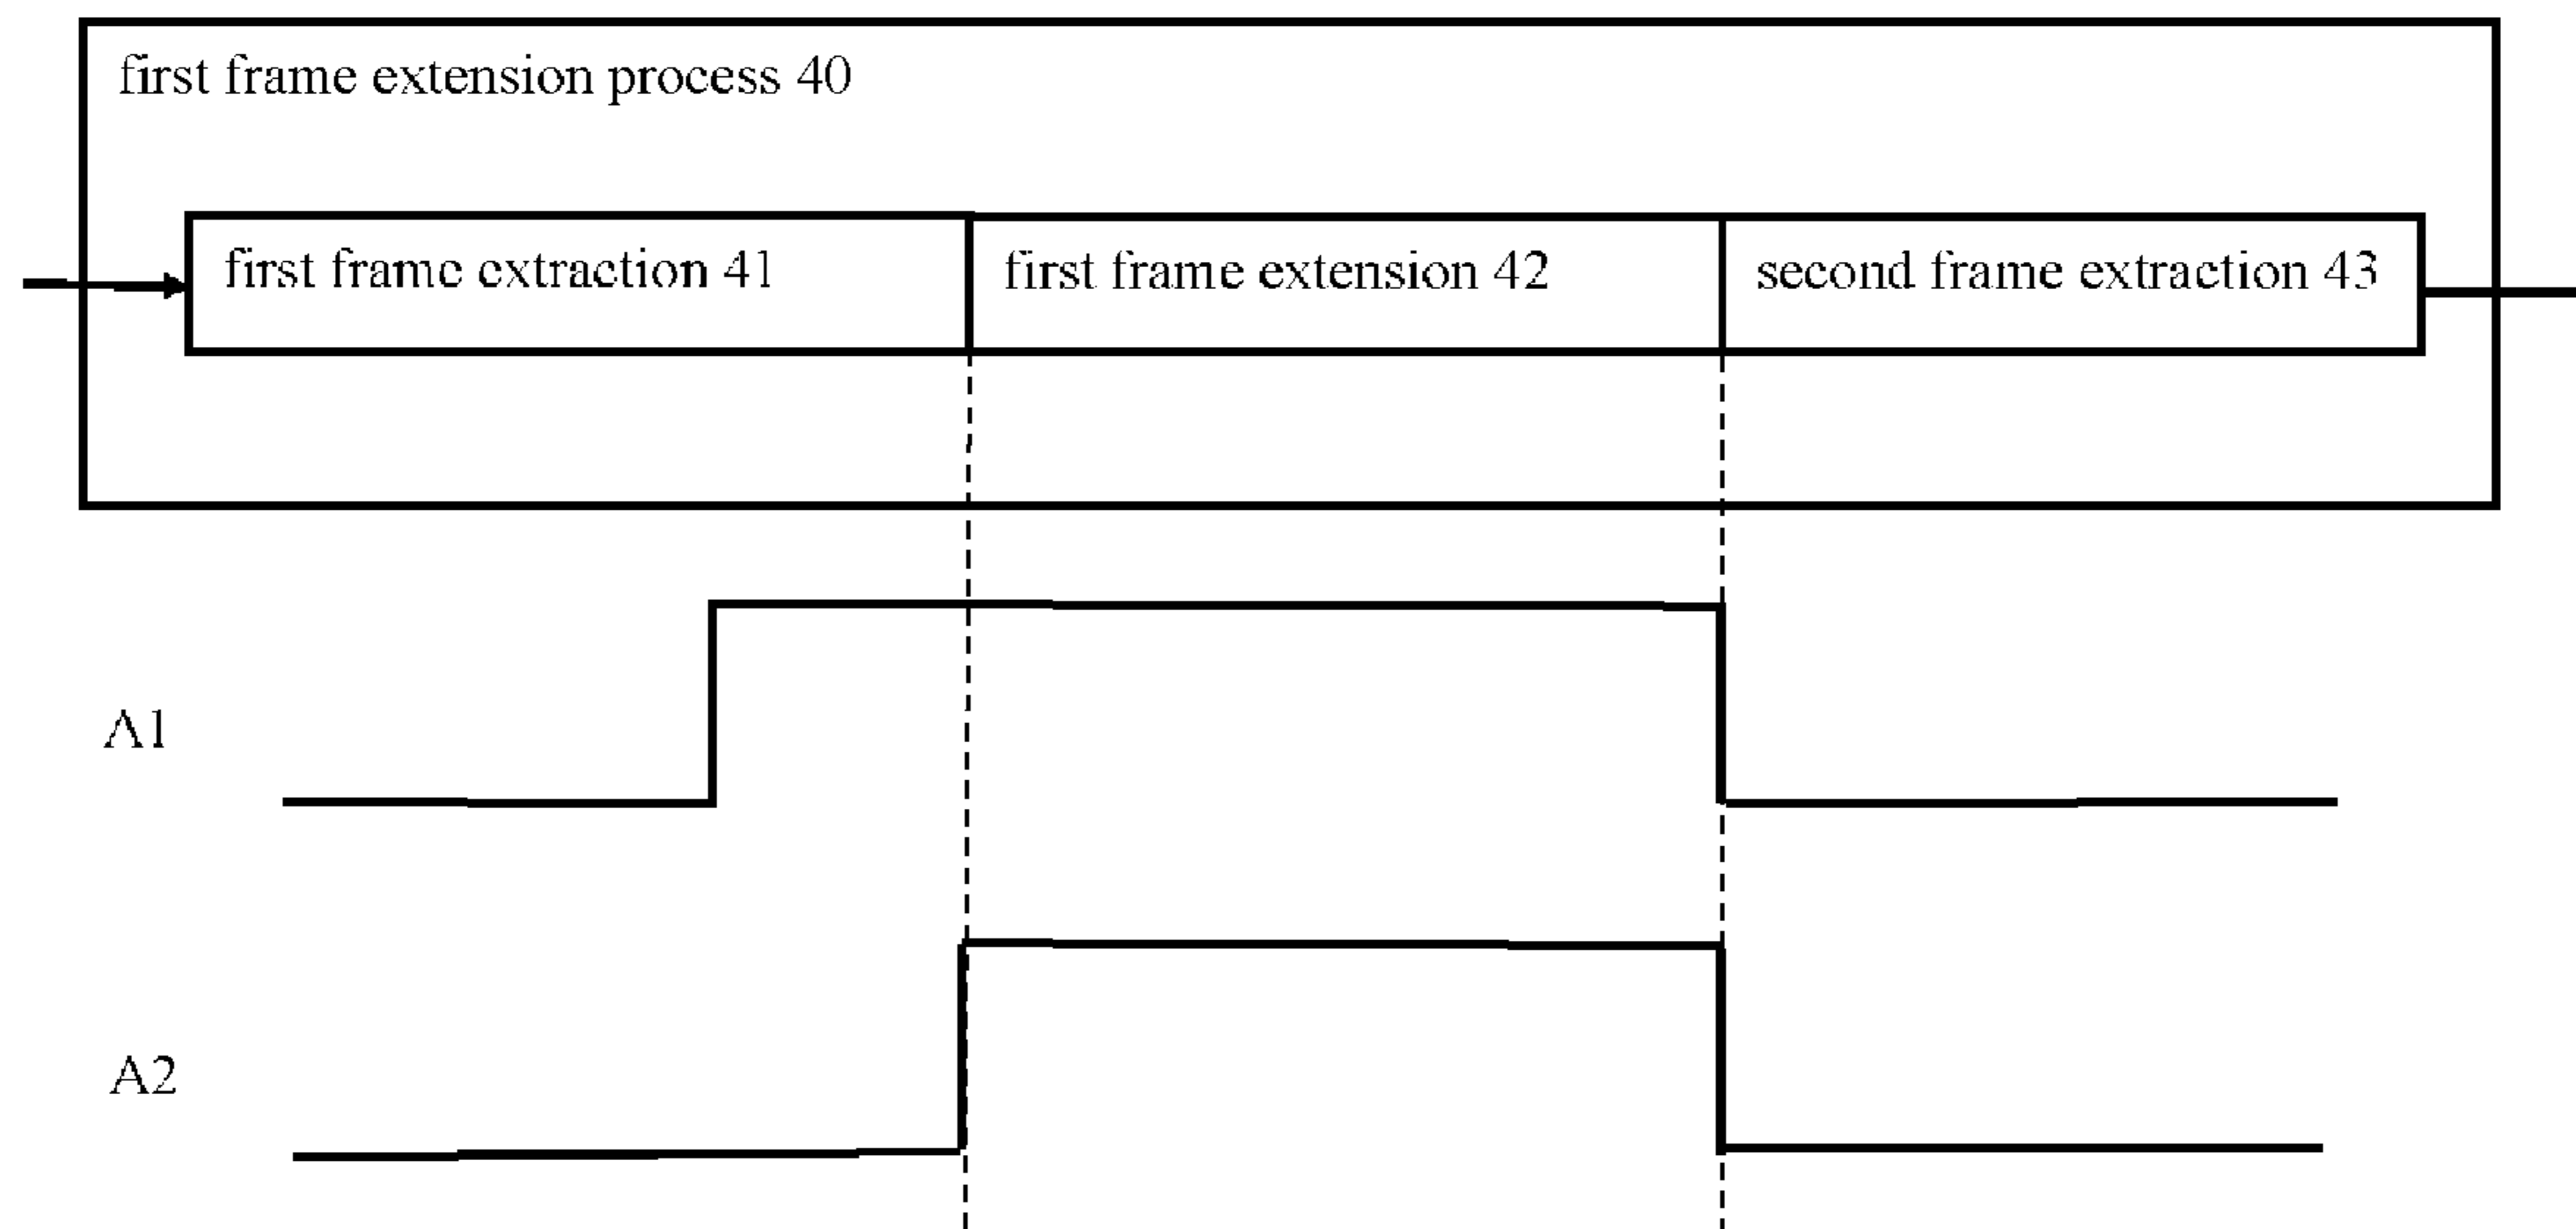 first frame extension process 40
first frame extraction 41
first frame extension 42
second frame extraction 43
A1
A2